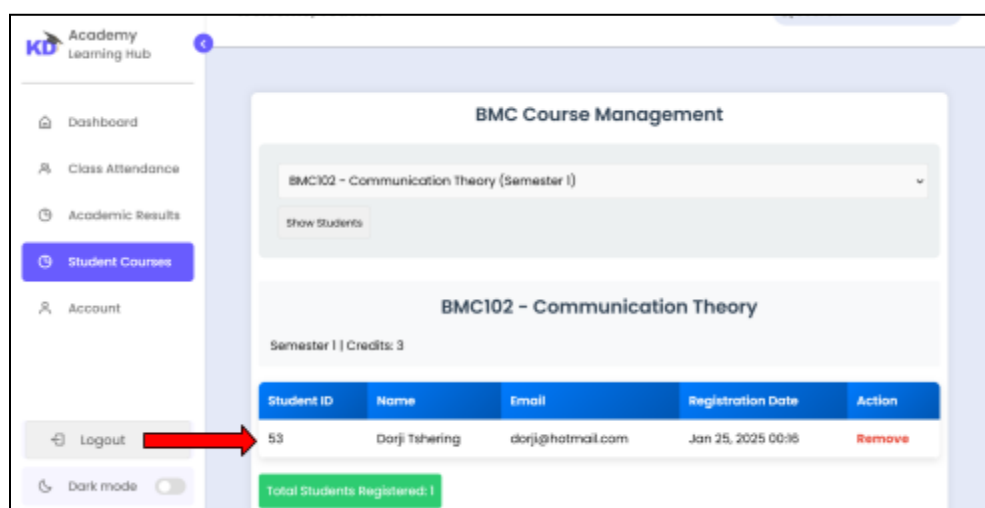 KD Academy
Learning Hub
Dashboard
Class Attendance
Academic Results
Student Courses
Account
Logout
Dark mode
BMC Course Management
BMC102 - Communication Theory (Semester 1)
Show Students
BMC102 - Communication Theory
Semester 1 | Credits: 3
Student ID Name Email Registration Date Action
53 Dorji Tshering dorji@hotmail.com Jan 25, 2025 00:16 Remove
Total Students Registered: 1